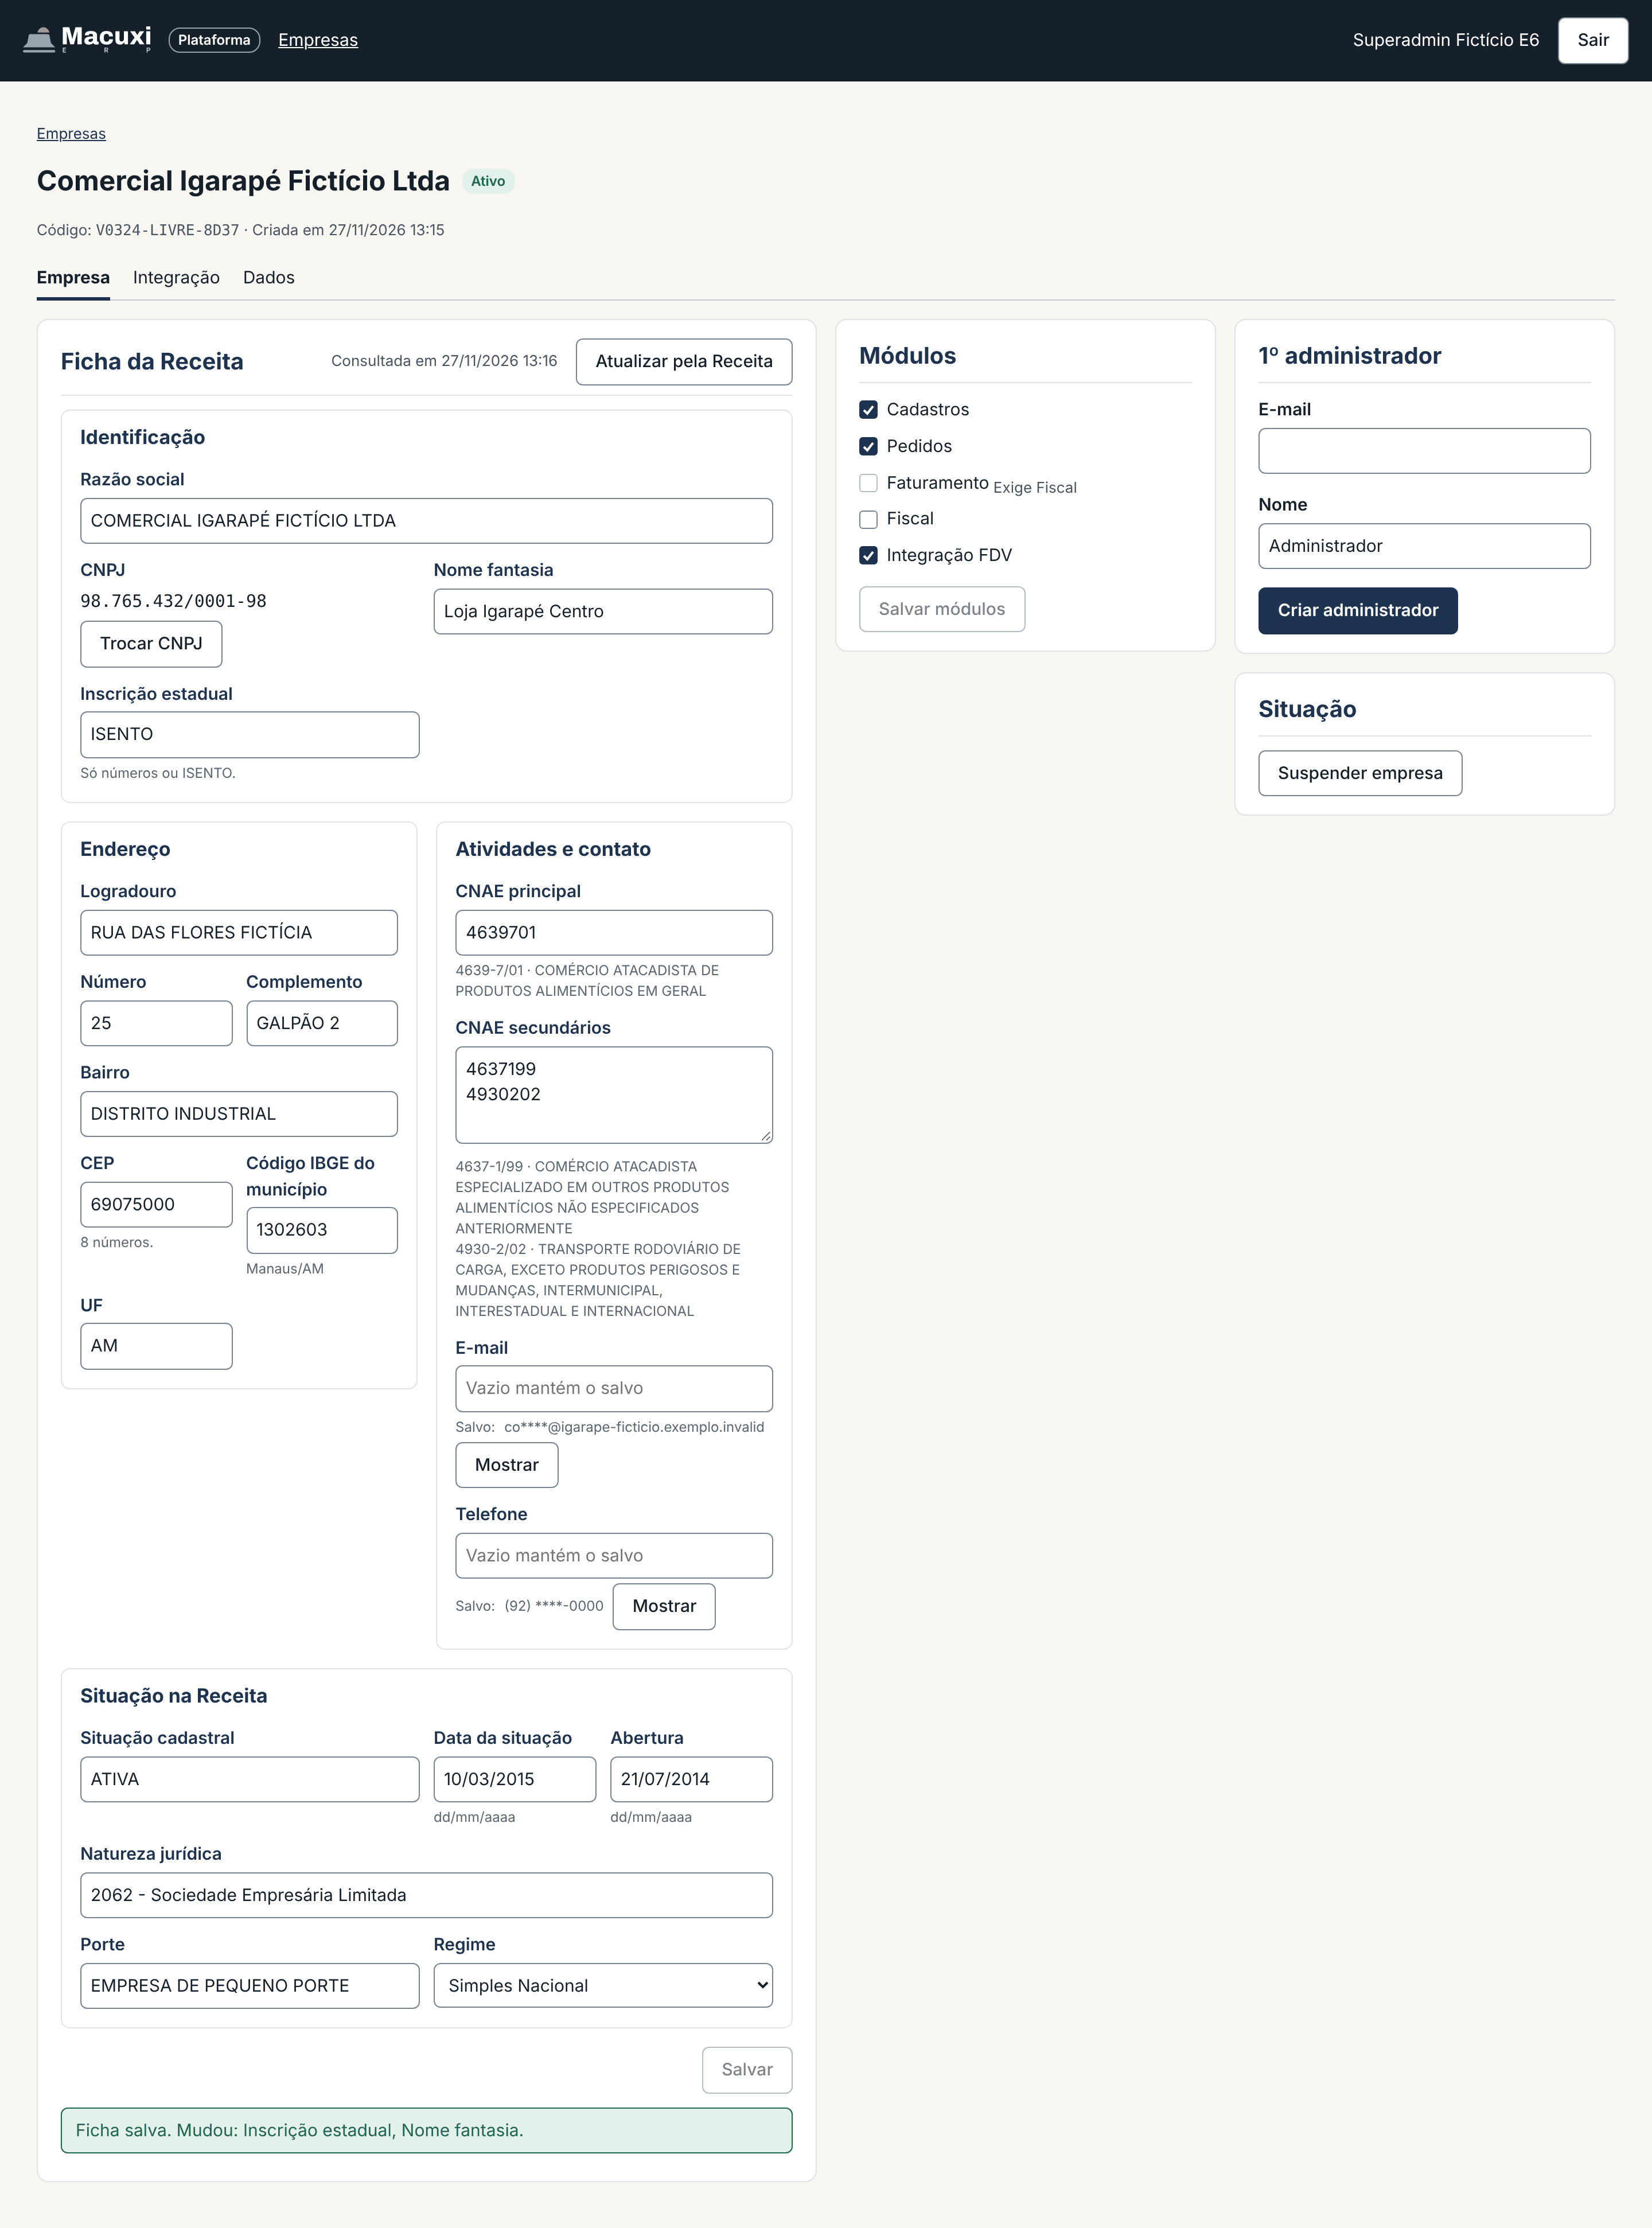 Macuxi
E R P
Plataforma
Empresas
Superadmin Fictício E6
Sair
Empresas
Comercial Igarapé Fictício Ltda
Ativo
Código: V0324-LIVRE-8D37 · Criada em 27/11/2026 13:15
Empresa
Integração
Dados
Ficha da Receita
Consultada em 27/11/2026 13:16
Atualizar pela Receita
Identificação
Razão social
COMERCIAL IGARAPÉ FICTÍCIO LTDA
CNPJ
98.765.432/0001-98
Trocar CNPJ
Nome fantasia
Loja Igarapé Centro
Inscrição estadual
ISENTO
Só números ou ISENTO.
Endereço
Logradouro
RUA DAS FLORES FICTÍCIA
Número
25
Complemento
GALPÃO 2
Bairro
DISTRITO INDUSTRIAL
CEP
69075000
8 números.
Código IBGE do
município
1302603
Manaus/AM
UF
AM
Atividades e contato
CNAE principal
4639701
4639-7/01 · COMÉRCIO ATACADISTA DE
PRODUTOS ALIMENTÍCIOS EM GERAL
CNAE secundários
4637199
4930202
4637-1/99 · COMÉRCIO ATACADISTA
ESPECIALIZADO EM OUTROS PRODUTOS
ALIMENTÍCIOS NÃO ESPECIFICADOS
ANTERIORMENTE
4930-2/02 · TRANSPORTE RODOVIÁRIO DE
CARGA, EXCETO PRODUTOS PERIGOSOS E
MUDANÇAS, INTERMUNICIPAL,
INTERESTADUAL E INTERNACIONAL
E-mail
Vazio mantém o salvo
Salvo: co****@igarape-ficticio.exemplo.invalid
Mostrar
Telefone
Vazio mantém o salvo
Salvo: (92) ****-0000
Mostrar
Situação na Receita
Situação cadastral
ATIVA
Data da situação
10/03/2015
dd/mm/aaaa
Abertura
21/07/2014
dd/mm/aaaa
Natureza jurídica
2062 - Sociedade Empresária Limitada
Porte
EMPRESA DE PEQUENO PORTE
Regime
Simples Nacional
Salvar
Ficha salva. Mudou: Inscrição estadual, Nome fantasia.
Módulos
Cadastros
Pedidos
Faturamento Exige Fiscal
Fiscal
Integração FDV
Salvar módulos
1º administrador
E-mail
Nome
Administrador
Criar administrador
Situação
Suspender empresa